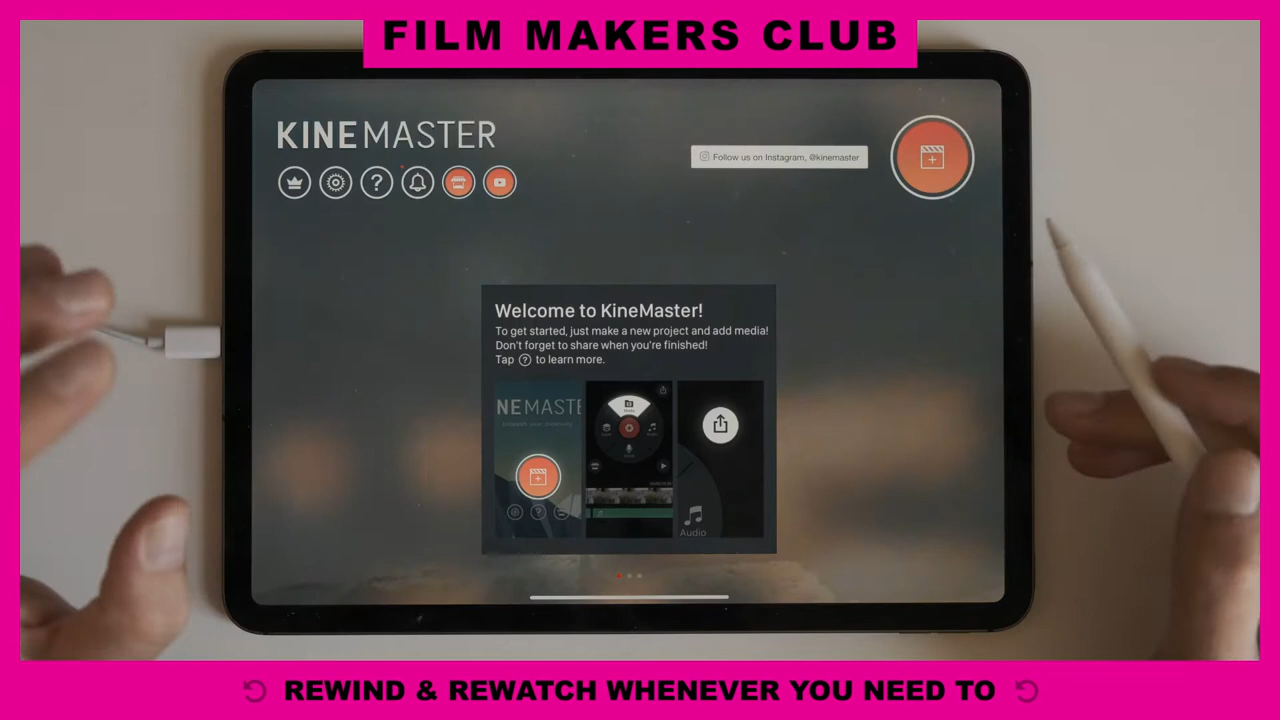 FILM MAKERS CLUB
KINEMASTER
Follow us on Instagram, @kinemaster
Welcome to KineMaster!
To get started, just make a new project and add media!
Don't forget to share when you're finished!
Tap ? to learn more.
NEMASTE
Audio
REWIND & REWATCH WHENEVER YOU NEED TO